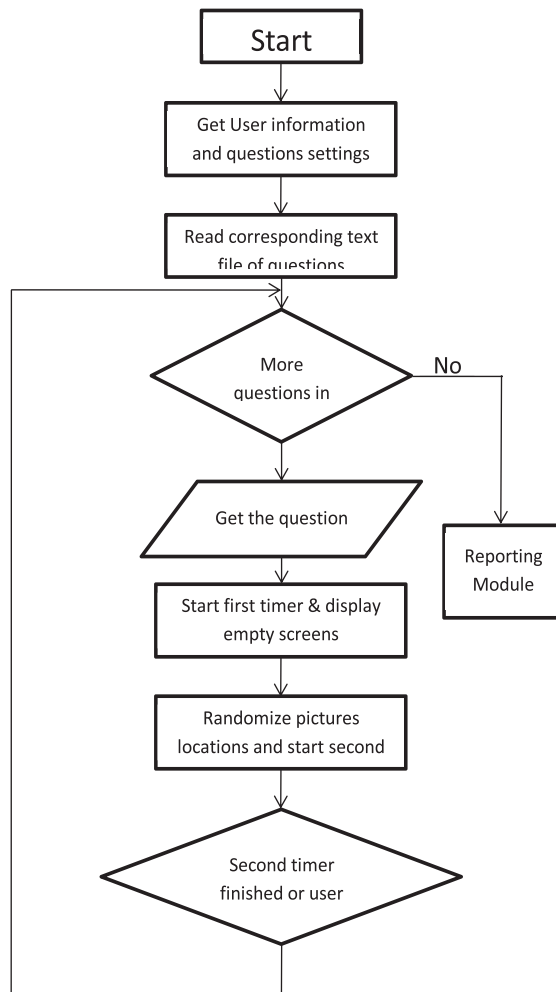 Start
Get User information
and questions settings
Read corresponding text
file of questions
More
questions in
No
Get the question
Reporting
Module
Start first timer & display
empty screens
Randomize pictures
locations and start second
Second timer
finished or user